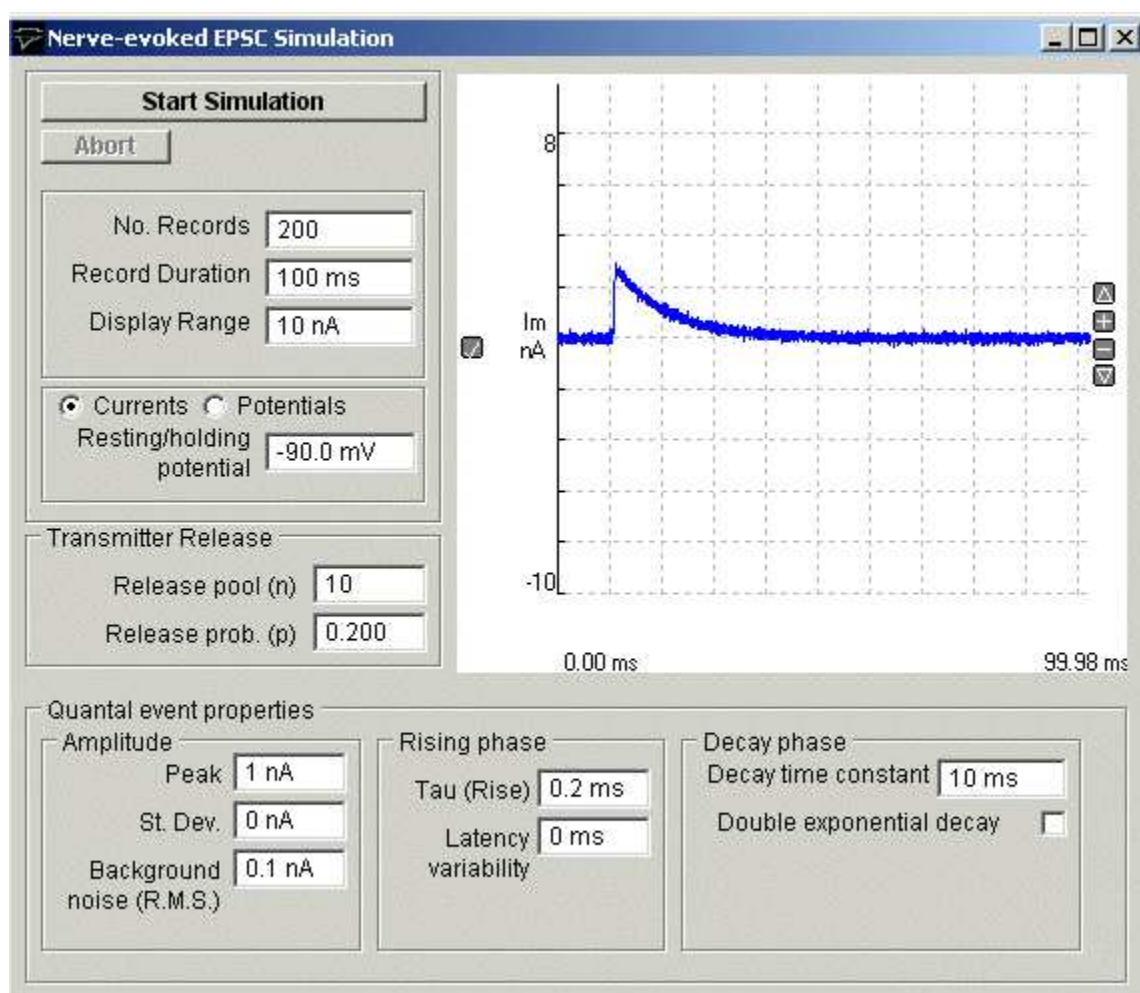 Nerve-evoked EPSC Simulation
Start Simulation
Abort
No. Records 200
Record Duration 100 ms
Display Range 10 nA
Currents Potentials
Resting/holding
potential -90.0 mV
Transmitter Release
Release pool (n) 10
Release prob. (p) 0.200
8
Im
nA
-10
0.00 ms 99.98 ms
Quantal event properties
Amplitude
Peak 1 nA
St. Dev. 0 nA
Background
noise (R.M.S.) 0.1 nA
Rising phase
Tau (Rise) 0.2 ms
Latency
variability 0 ms
Decay phase
Decay time constant 10 ms
Double exponential decay